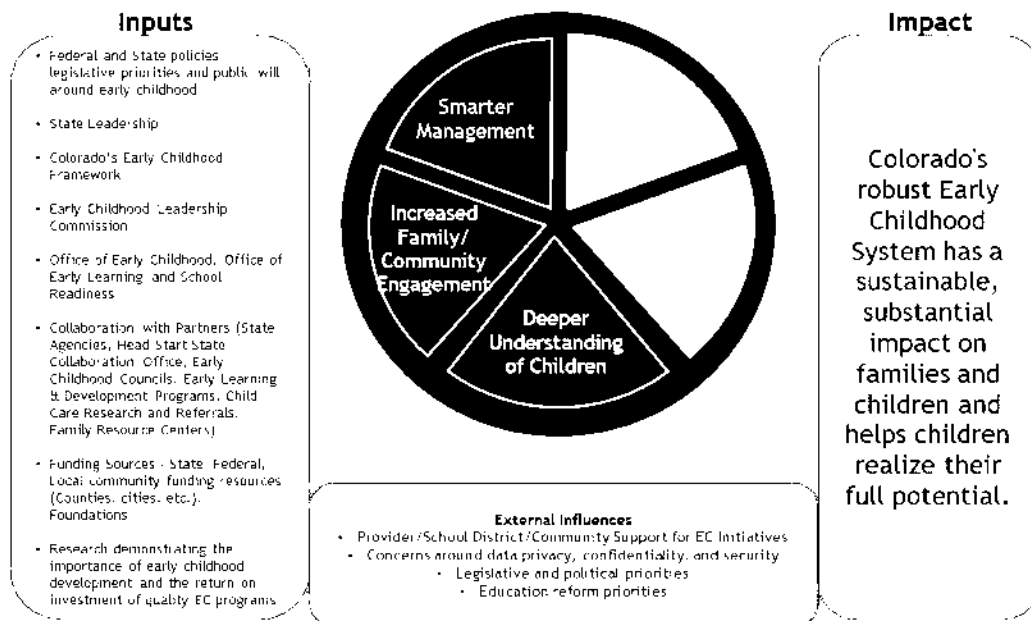 Inputs
• Federal and State policies
legislative priorities and public will
around early childhood
• State Leadership
• Colorado's Early Childhood
Framework
• Early Childhood Leadership
Commission
• Office of Early Childhood, Office of
Early Learning and School
Readiness
• Collaboration with Partners (State
Agencies, Head Start State
Collaboration Office, Early
Childhood Councils, Early Learning
& Development Programs, Child
Care Research and Referrals,
Family Resource Centers)
• Funding Sources - State, Federal,
Local community funding resources
(Counties, cities, etc.),
Foundations
• Research demonstrating the
importance of early childhood
development and the return on
investment of quality EC programs
Smarter
Management
Increased
Family/
Community
Engagement
Deeper
Understanding
of Children
External Influences
• Provider/School District/Community Support for EC Initiatives
• Concerns around data privacy, confidentiality, and security
• Legislative and political priorities
• Education reform priorities
Impact
Colorado's
robust Early
Childhood
System has a
sustainable,
substantial
impact on
families and
children and
helps children
realize their
full potential.